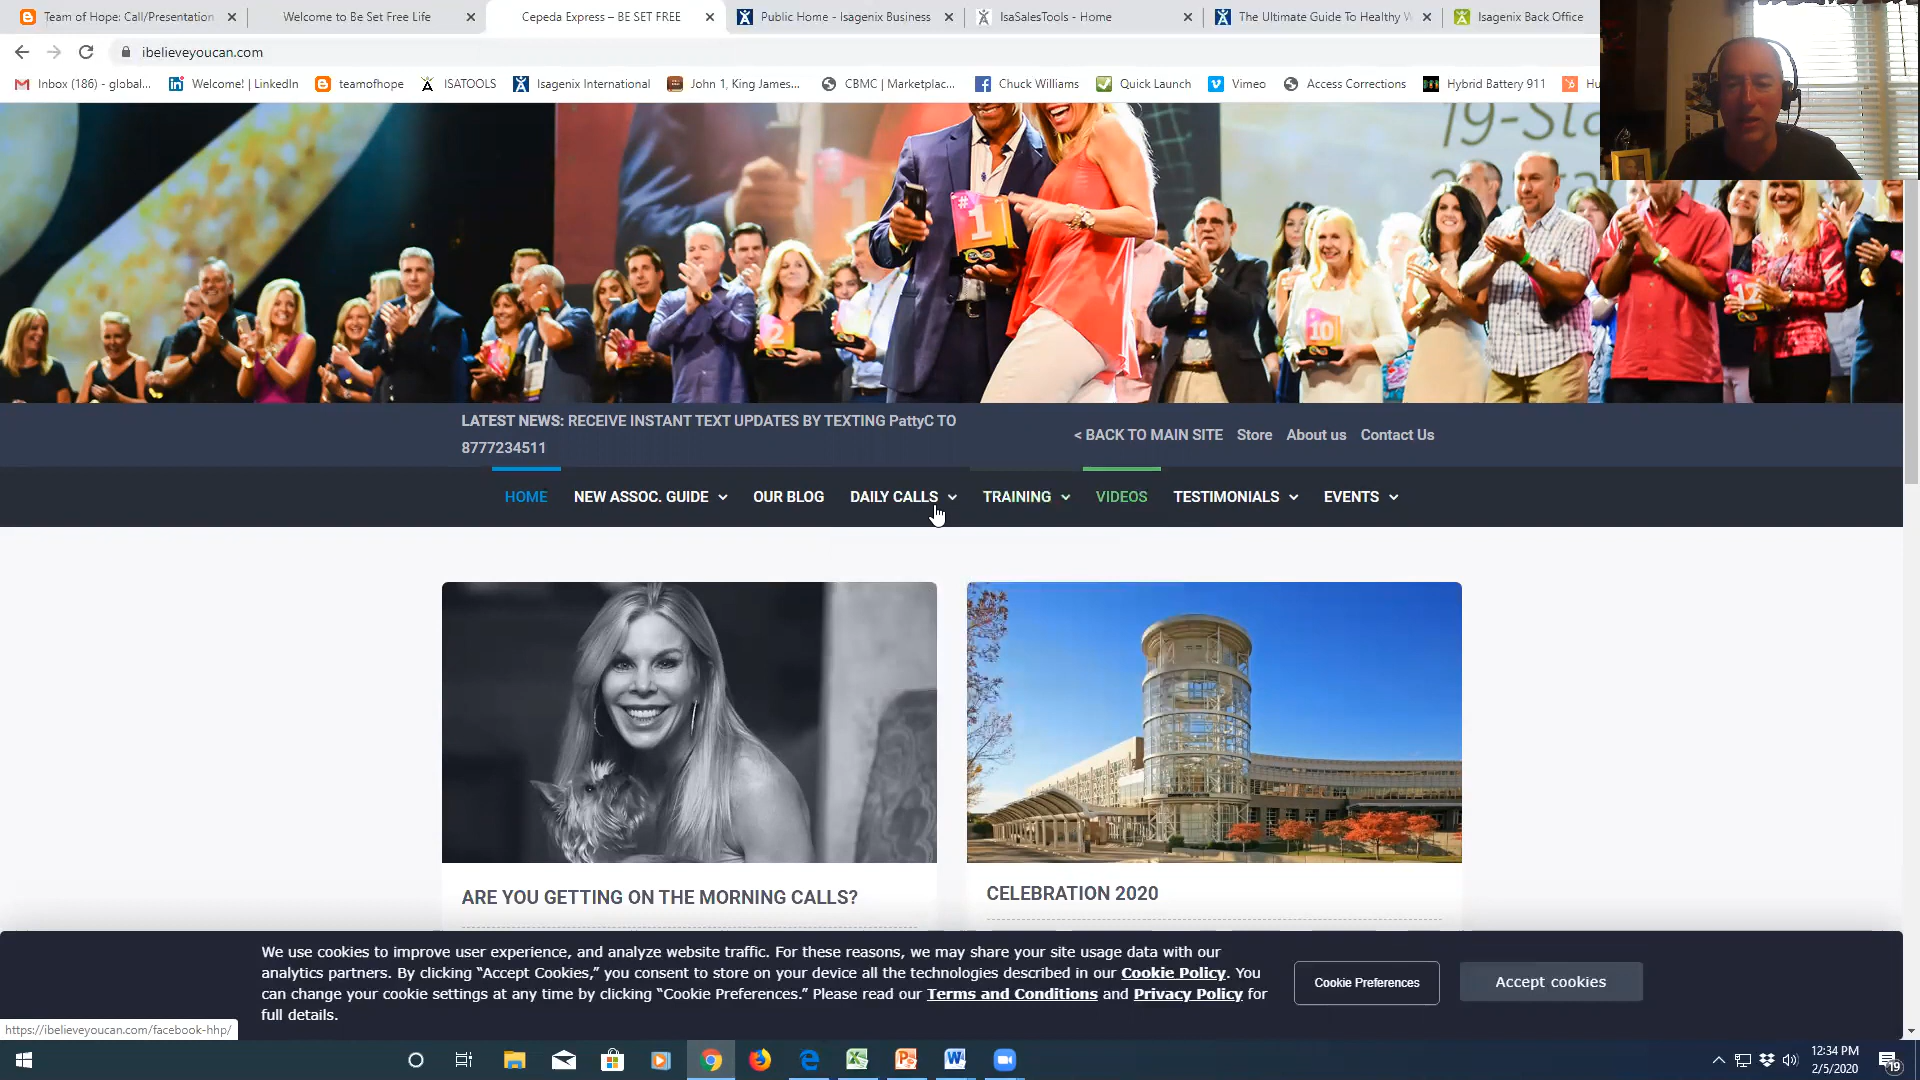 Team of Hope: Call/Presentation
Welcome to Be Set Free Life
Cepeda Express – BE SET FREE
Public Home - Isagenix Business
IsaSalesTools - Home
The Ultimate Guide To Healthy
Isagenix Back Office
ibelieveyoucan.com
Inbox (186) - global...
Welcome! | LinkedIn
teamofhope
ISATOOLS
Isagenix International
John 1, King James...
CBMC | Marketplac...
Chuck Williams
Quick Launch
Vimeo
Access Corrections
Hybrid Battery 911
Hu
19-Sta
#1
2
10
17
LATEST NEWS: RECEIVE INSTANT TEXT UPDATES BY TEXTING PattyC TO
8777234511
< BACK TO MAIN SITE Store About us Contact Us
HOME NEW ASSOC. GUIDE OUR BLOG DAILY CALLS TRAINING VIDEOS TESTIMONIALS EVENTS
ARE YOU GETTING ON THE MORNING CALLS?
CELEBRATION 2020
We use cookies to improve user experience, and analyze website traffic. For these reasons, we may share your site usage data with our
analytics partners. By clicking “Accept Cookies,” you consent to store on your device all the technologies described in our Cookie Policy. You
can change your cookie settings at any time by clicking “Cookie Preferences.” Please read our Terms and Conditions and Privacy Policy for
full details.
Cookie Preferences
Accept cookies
https://ibelieveyoucan.com/facebook-hhp/
12:34 PM
2/5/2020
19